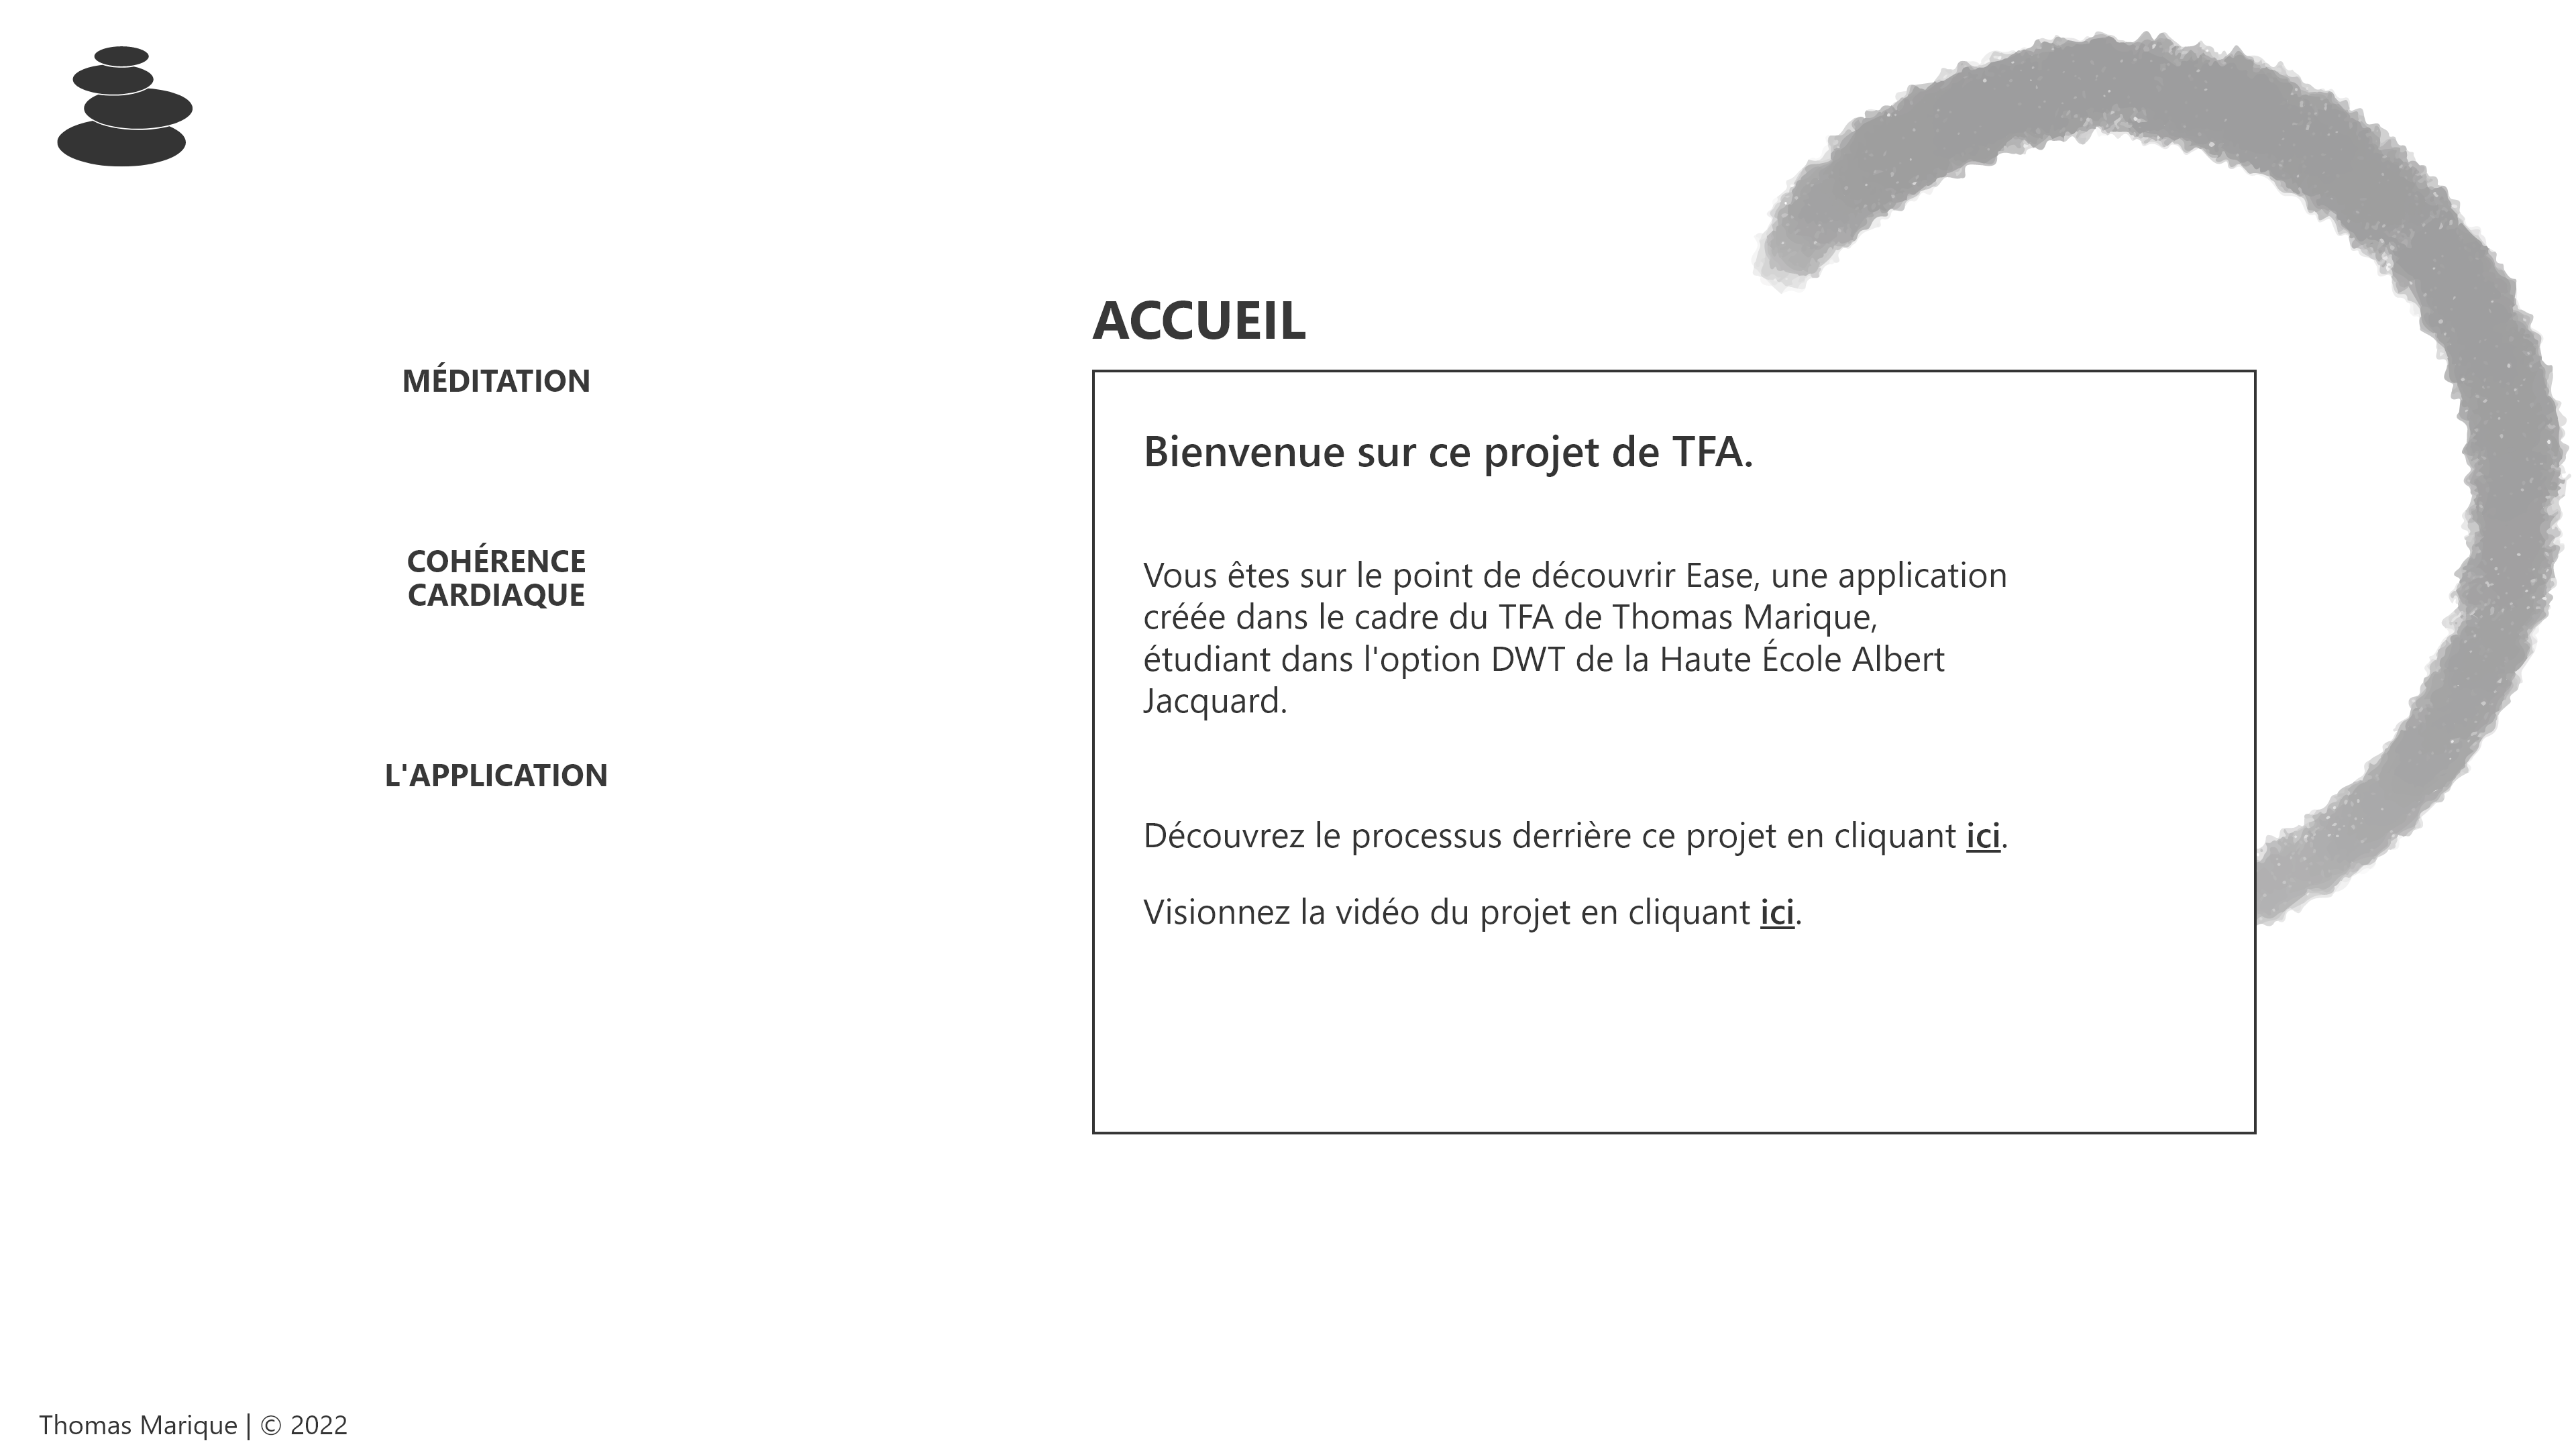 MÉDITATION
COHÉRENCE
CARDIAQUE
L'APPLICATION
ACCUEIL
Bienvenue sur ce projet de TFA.
Vous êtes sur le point de découvrir Ease, une application
créée dans le cadre du TFA de Thomas Marique,
étudiant dans l'option DWT de la Haute École Albert
Jacquard.
Découvrez le processus derrière ce projet en cliquant ici.
Visionnez la vidéo du projet en cliquant ici.
Thomas Marique | © 2022